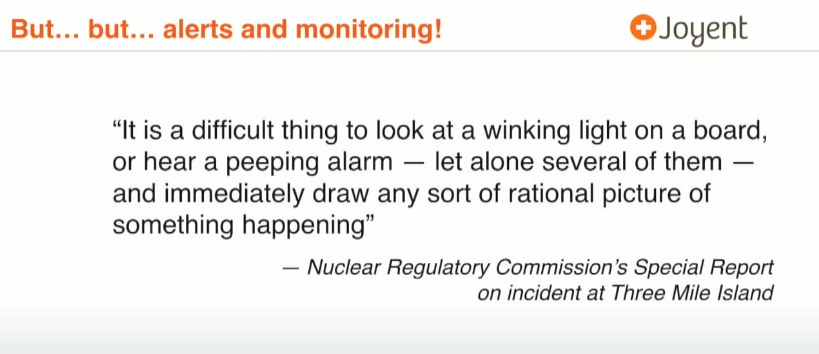 But... but... alerts and monitoring!
Joyent
“It is a difficult thing to look at a winking light on a board,
or hear a peeping alarm — let alone several of them —
and immediately draw any sort of rational picture of
something happening”
— Nuclear Regulatory Commission’s Special Report
on incident at Three Mile Island